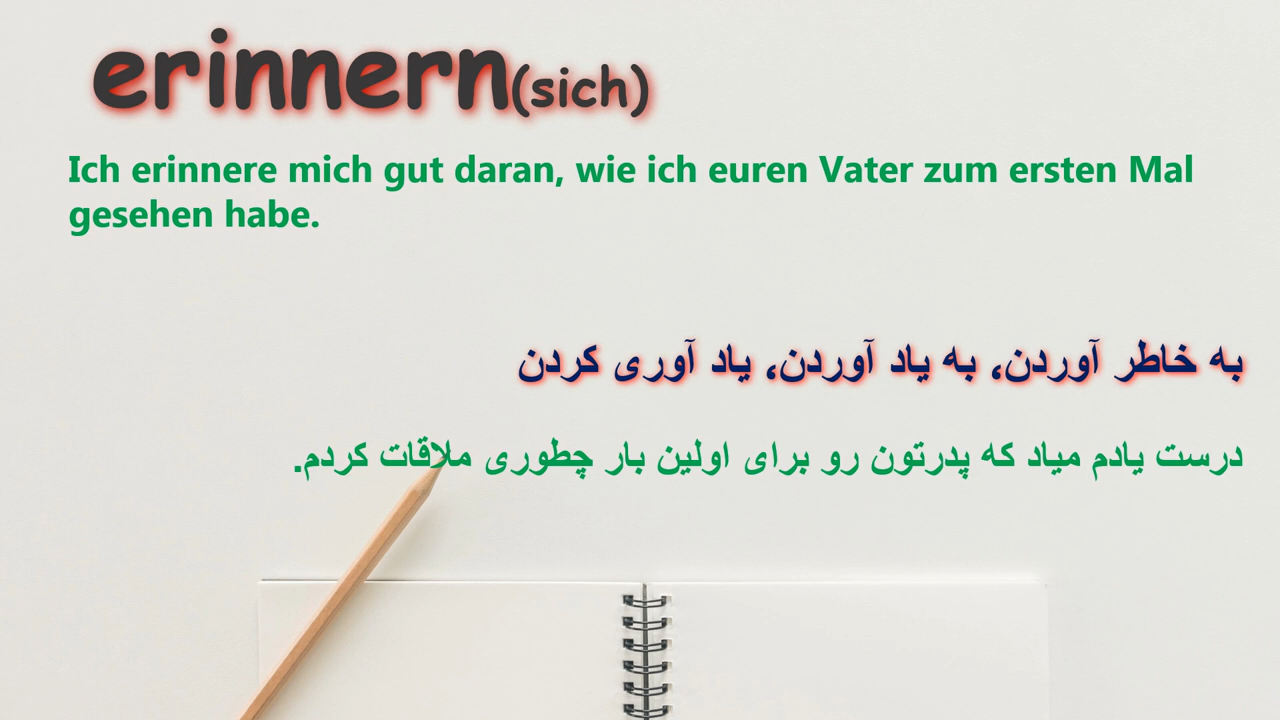 erinnern(sich)
Ich erinnere mich gut daran, wie ich euren Vater zum ersten Mal
gesehen habe.
به خاطر آوردن، به یاد آوردن، یاد آوری کردن
درست یادم میاد که پدرتون رو برای اولین بار چطوری ملاقات کردم.